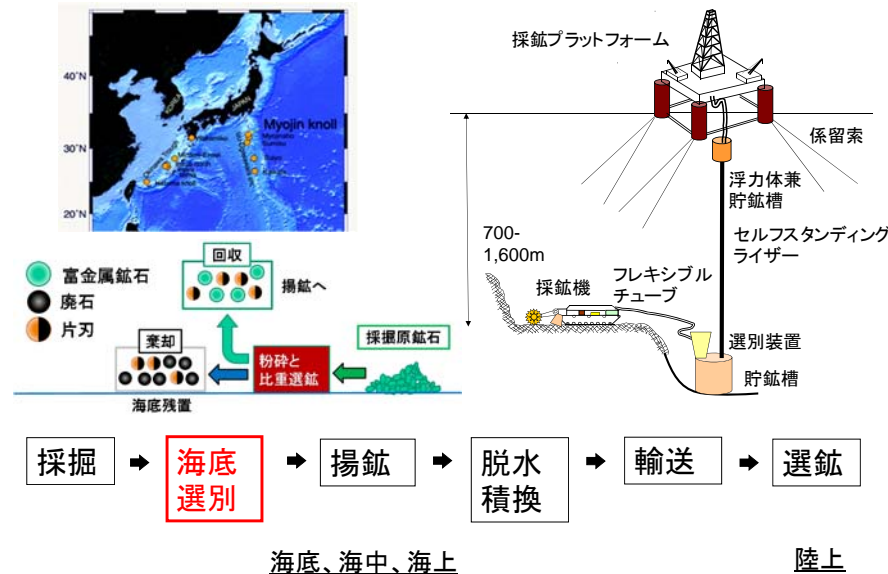 40°N
30°N
20°N
KOREA
JAPAN
Myojin knoll
採鉱プラットフォーム
係留索
浮力体兼
貯鉱槽
セルフスタンディング
ライザー
700-
1,600m
採鉱機
フレキシブル
チューブ
選別装置
貯鉱槽
回収
揚鉱へ
富金属鉱石
廃石
片刃
棄却
粉砕と
比重選鉱
採掘原鉱石
海底残置
採掘
海底
選別
揚鉱
脱水
積換
輸送
選鉱
海底、海中、海上
陸上